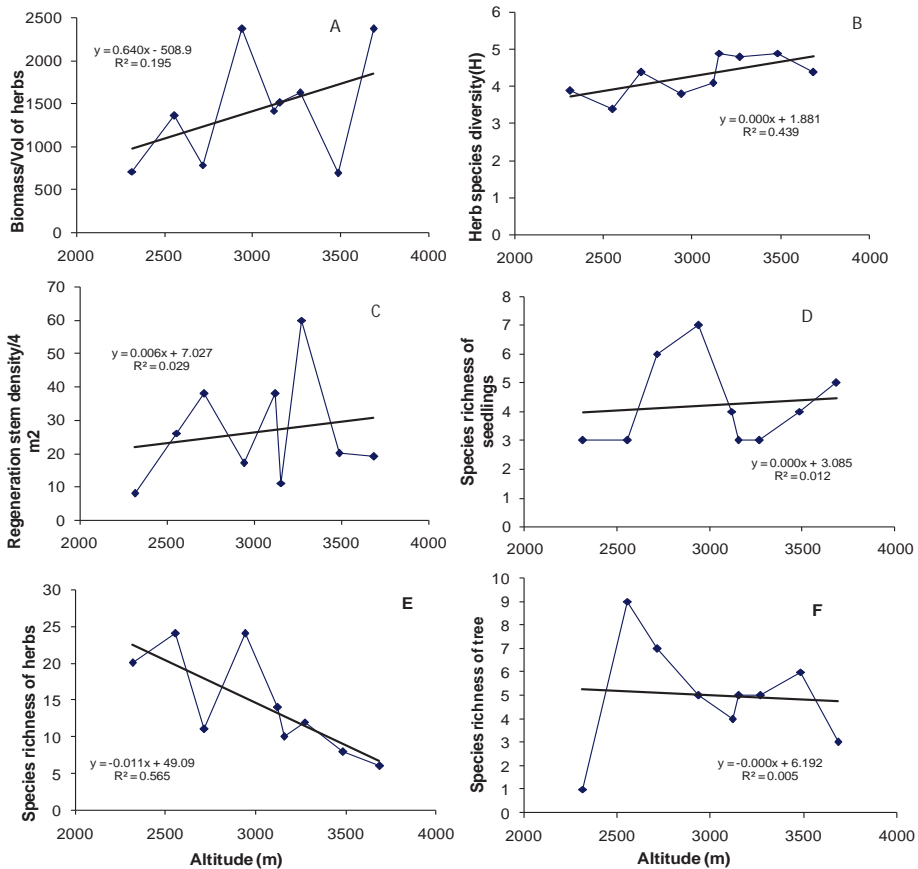 A
Biomass/Vol of herbs
2500
2000
1500
1000
500
0
y = 0.640x - 508.9
R² = 0.195
2000 2500 3000 3500 4000
B
Herb species diversity(H)
6
5
4
3
2
1
0
y = 0.000x + 1.881
R² = 0.439
2000 2500 3000 3500 4000
C
Regeneration stem density/4
m2
70
60
50
40
30
20
10
0
y = 0.006x + 7.027
R² = 0.029
2000 2500 3000 3500 4000
D
Species richness of
seedlings
8
7
6
5
4
3
2
1
0
y = 0.000x + 3.085
R² = 0.012
2000 2500 3000 3500 4000
E
Species richness of herbs
30
25
20
15
10
5
0
y = -0.011x + 49.09
R² = 0.565
2000 2500 3000 3500 4000
Altitude (m)
F
Species richness of tree
10
9
8
7
6
5
4
3
2
1
0
y = -0.000x + 6.192
R² = 0.005
2000 2500 3000 3500 4000
Altitude (m)